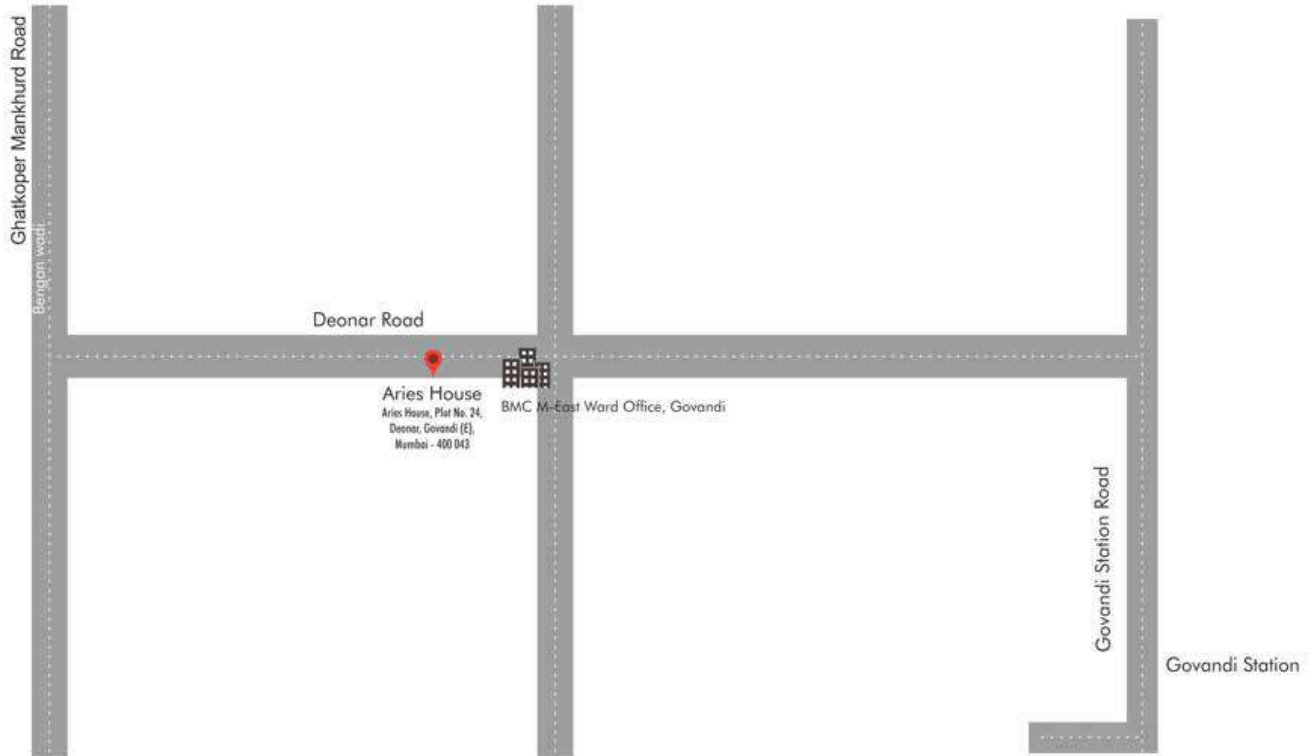 Ghatkoper Mankhurd Road
Bengan wadi
Deonar Road
Aries House
Aries House, Plot No. 24,
Deonar, Govandi (E),
Mumbai - 400 043
BMC M-East Ward Office, Govandi
Govandi Station Road
Govandi Station